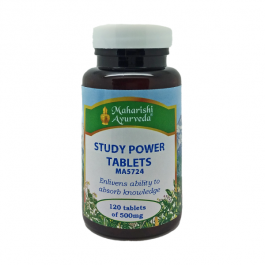 Maharishi
Ayurveda
STUDY POWER
TABLETS
MA5724
Enlivens ability to
absorb knowledge
120 tablets
of 500mg